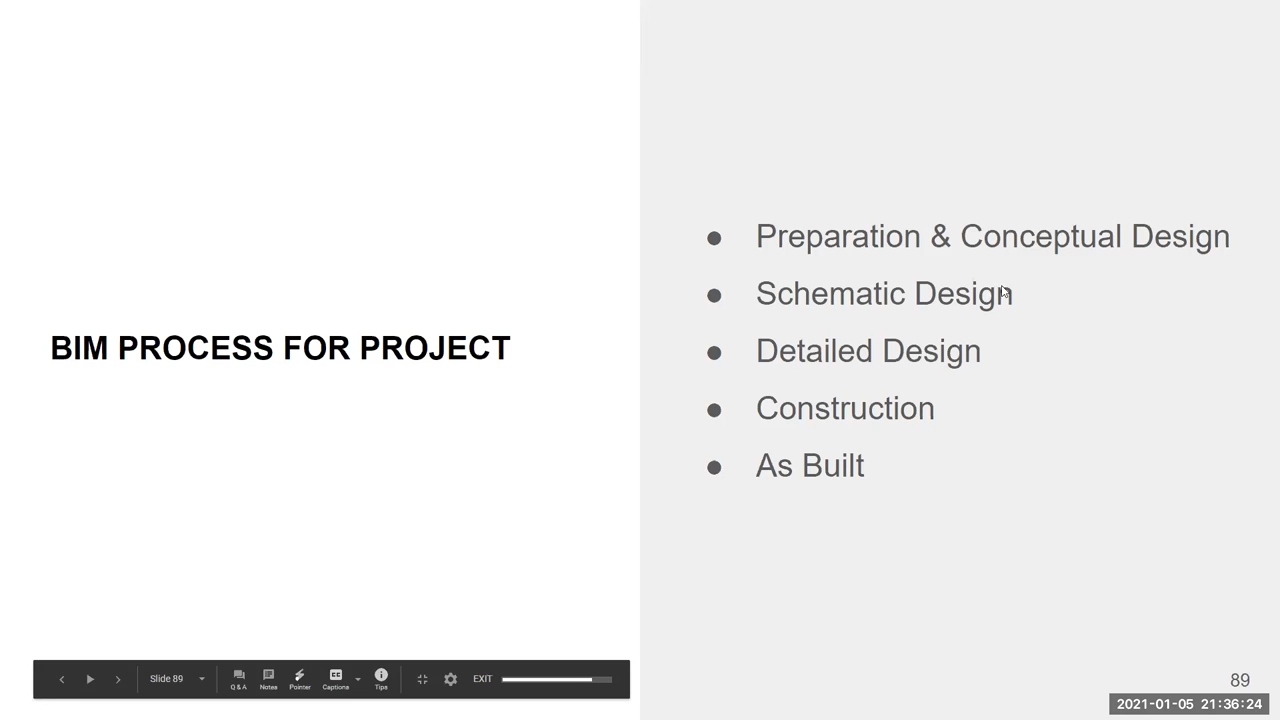 BIM PROCESS FOR PROJECT
● Preparation & Conceptual Design
● Schematic Design
● Detailed Design
● Construction
● As Built
Slide 89
Q & A
Notes
Pointer
CC
Captions
Tips
EXIT
89
2021-01-05 21:36:24